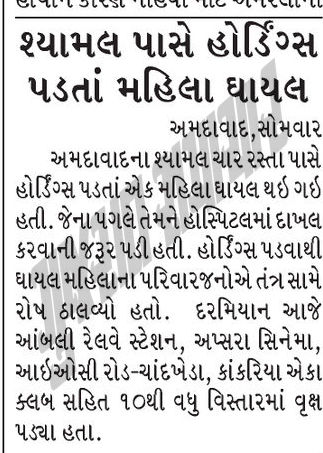 શ્યામલ પાસે હોર્ડિંગ્સ
પડતાં મહિલા ઘાયલ
અમદાવાદ,સોમવાર
અમદાવાદના શ્યામલ ચાર રસ્તા પાસે
હોર્ડિંગ્સ પડતાં એક મહિલા ઘાયલ થઇ ગઇ
હતી. જેના પગલે તેમને હોસ્પિટલમાં દાખલ
કરવાની જરૂર પડી હતી. હોર્ડિંગ્સ પડવાથી
ઘાયલ મહિલાના પરિવારજનોએ તંત્ર સામે
રોષ ઠાલવ્યો હતો. દરમિયાન આજે
આંબલી રેલવે સ્ટેશન, અપ્સરા સિનેમા,
આઇઓસી રોડ-ચાંદખેડા, કાંકરિયા એકા
ક્લબ સહિત ૧૦થી વધુ વિસ્તારમાં વૃક્ષ
પડ્યા હતા.